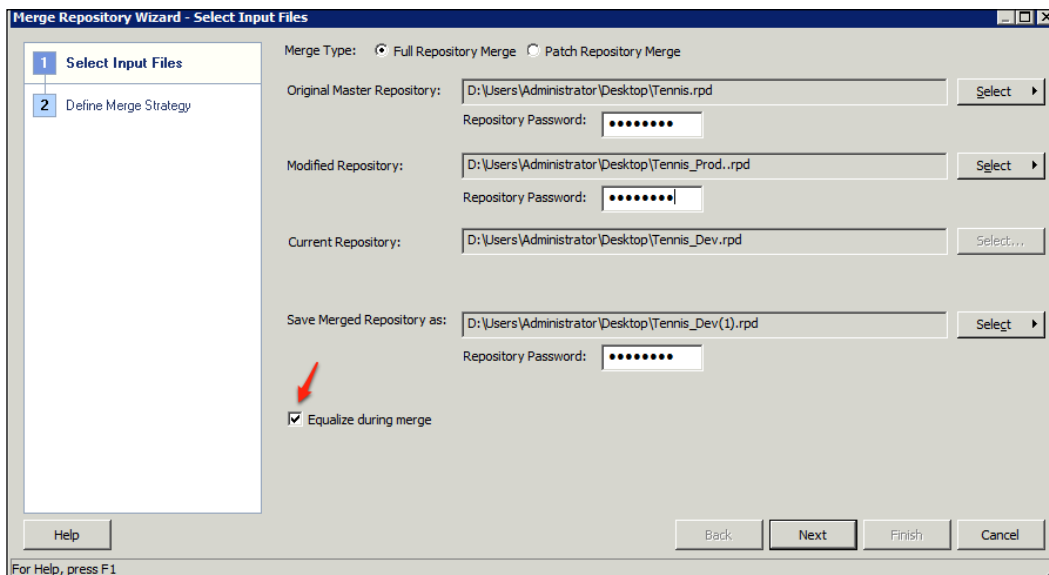 Merge Repository Wizard - Select Input Files
1 Select Input Files
2 Define Merge Strategy
Merge Type: Full Repository Merge Patch Repository Merge
Original Master Repository: D:\Users\Administrator\Desktop\Tennis.rpd Select
Repository Password: ••••••••
Modified Repository: D:\Users\Administrator\Desktop\Tennis_Prod..rpd Select
Repository Password: ••••••••
Current Repository: D:\Users\Administrator\Desktop\Tennis_Dev.rpd Select...
Save Merged Repository as: D:\Users\Administrator\Desktop\Tennis_Dev(1).rpd Select
Repository Password: ••••••••
Equalize during merge
Help Back Next Finish Cancel
For Help, press F1